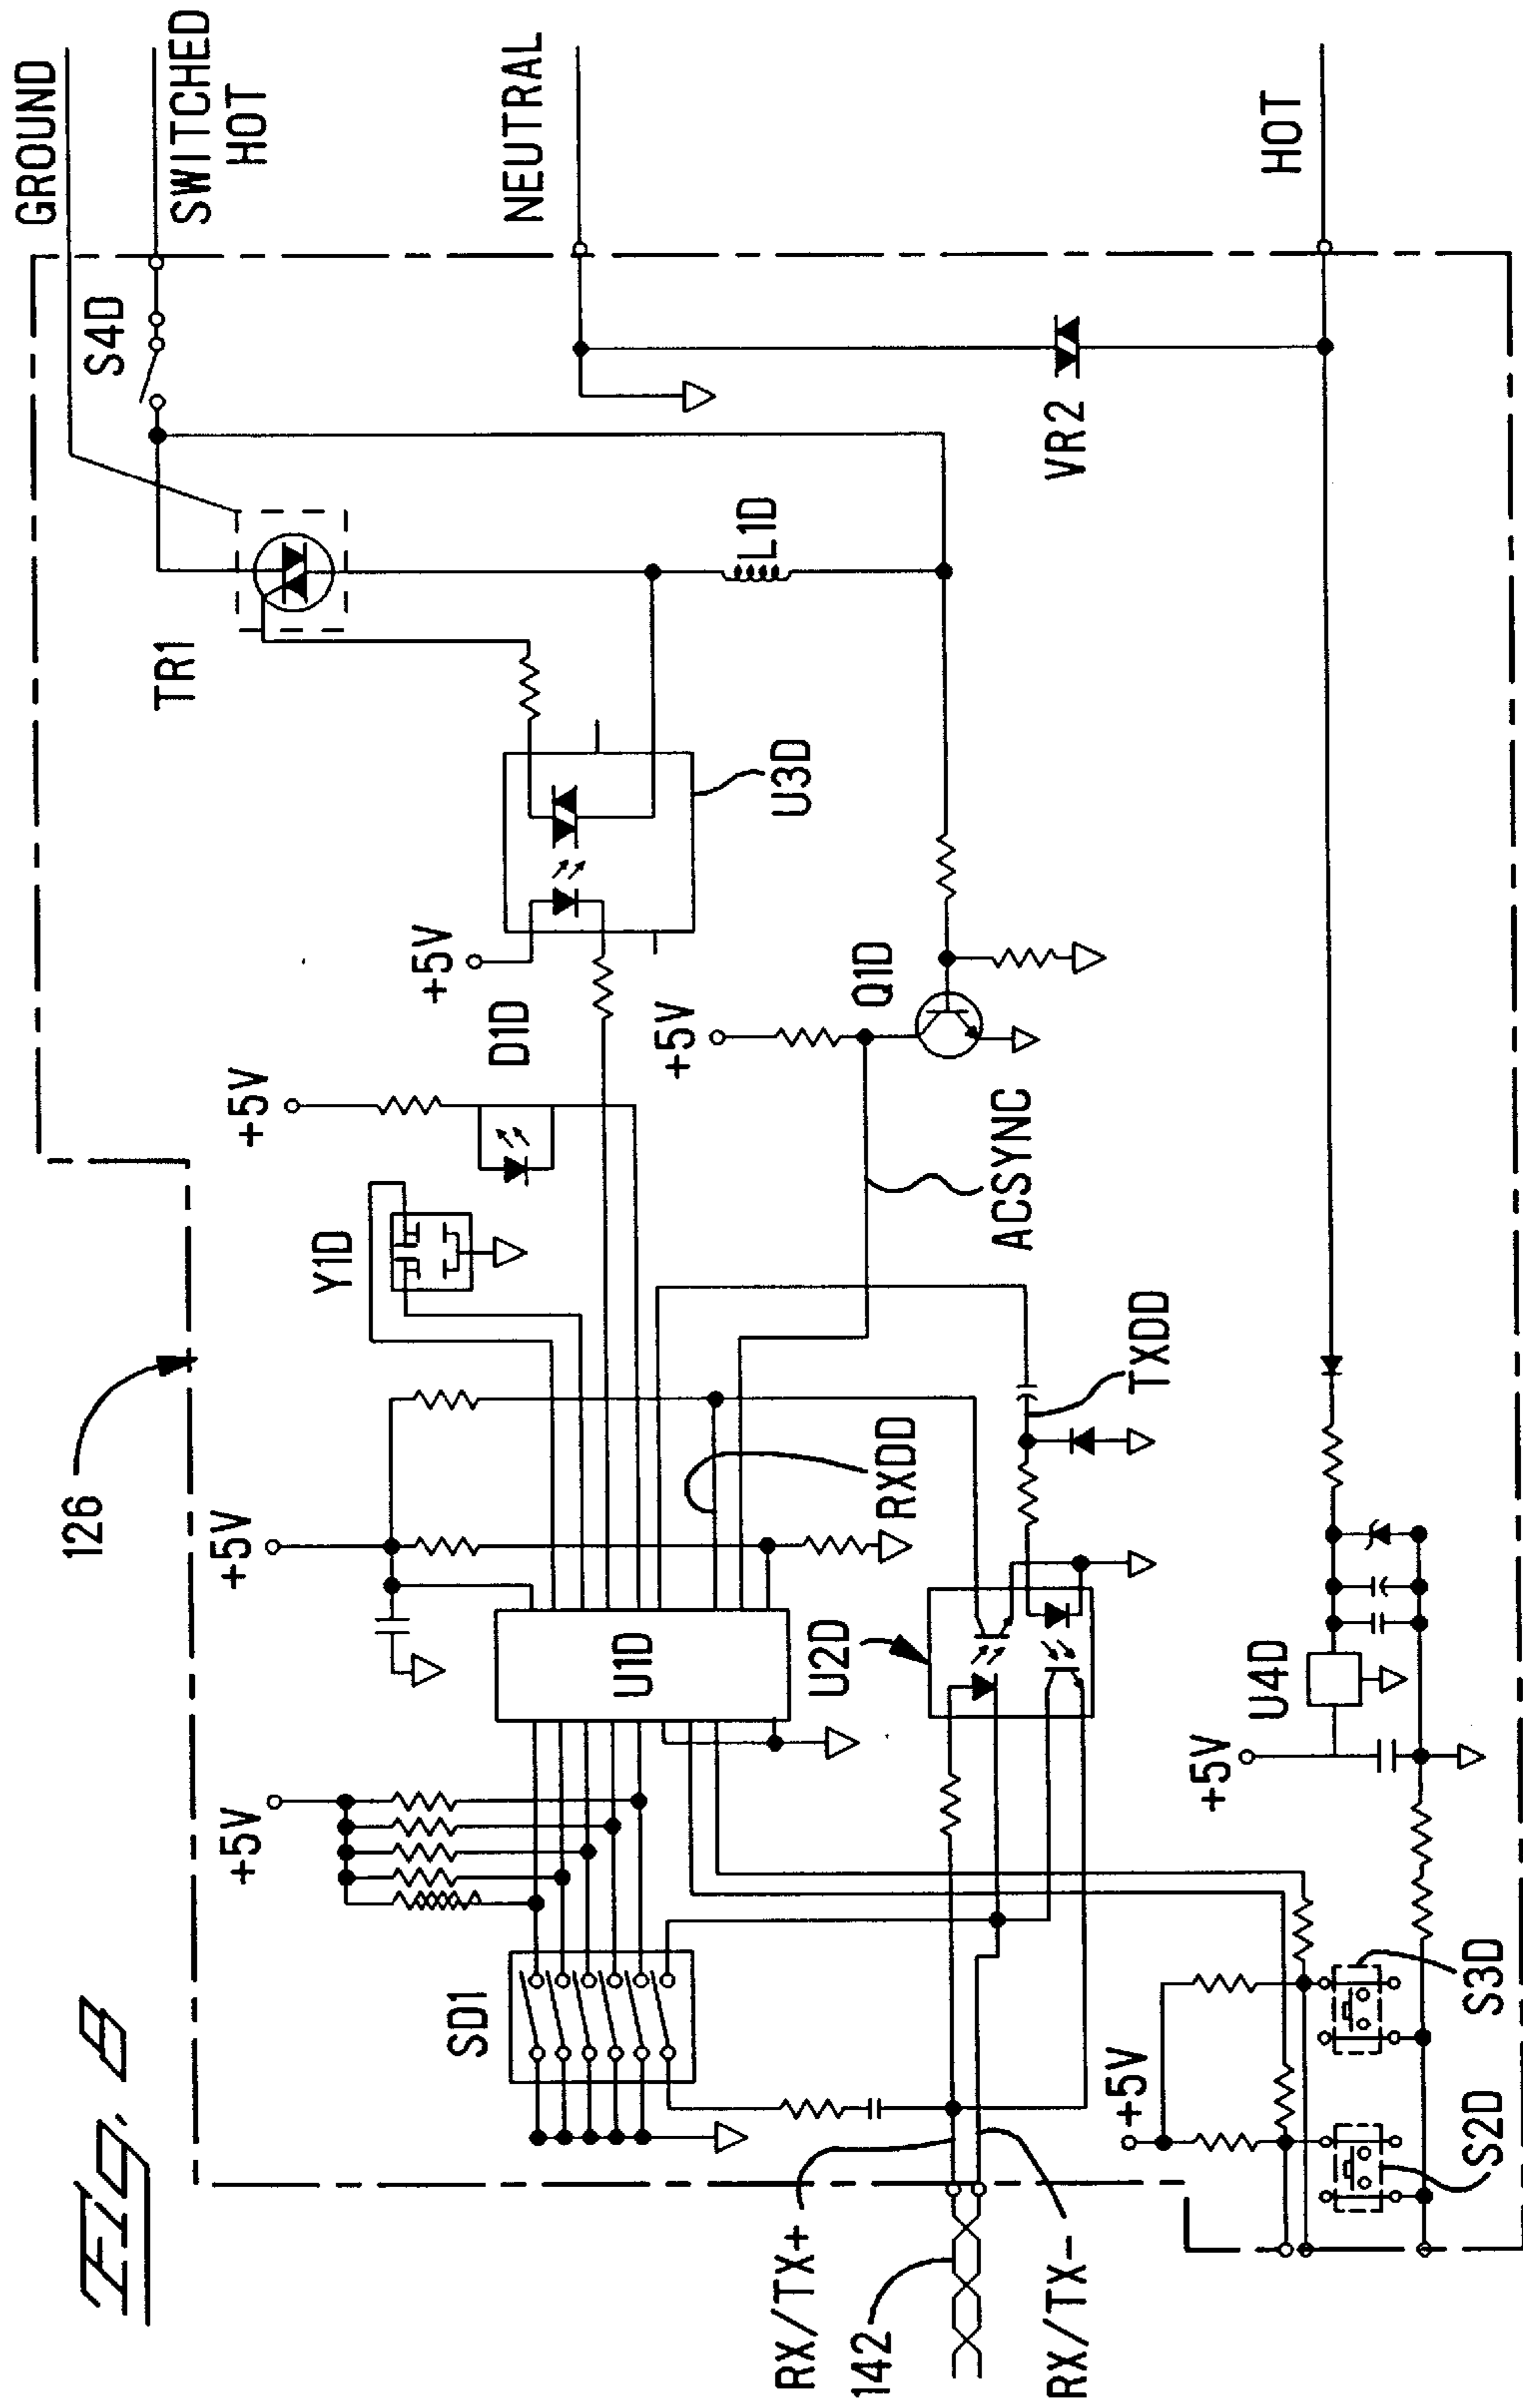 FIG. 8
126
GROUND
SWITCHED
HOT
S4D
NEUTRAL
HOT
TR1
VR2
L1D
U3D
+5V
D1D
+5V
Q1D
+5V
Y1D
ACSYNC
TXDD
RXDD
+5V
U1D
U2D
U4D
+5V
+5V
SD1
+5V
S3D
S2D
RX/TX+
142
RX/TX-